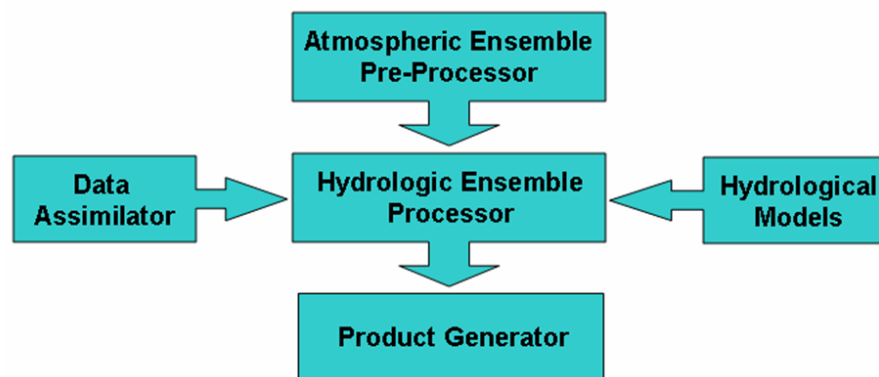 Atmospheric Ensemble
Pre-Processor
Data
Assimilator
Hydrologic Ensemble
Processor
Hydrological
Models
Product Generator